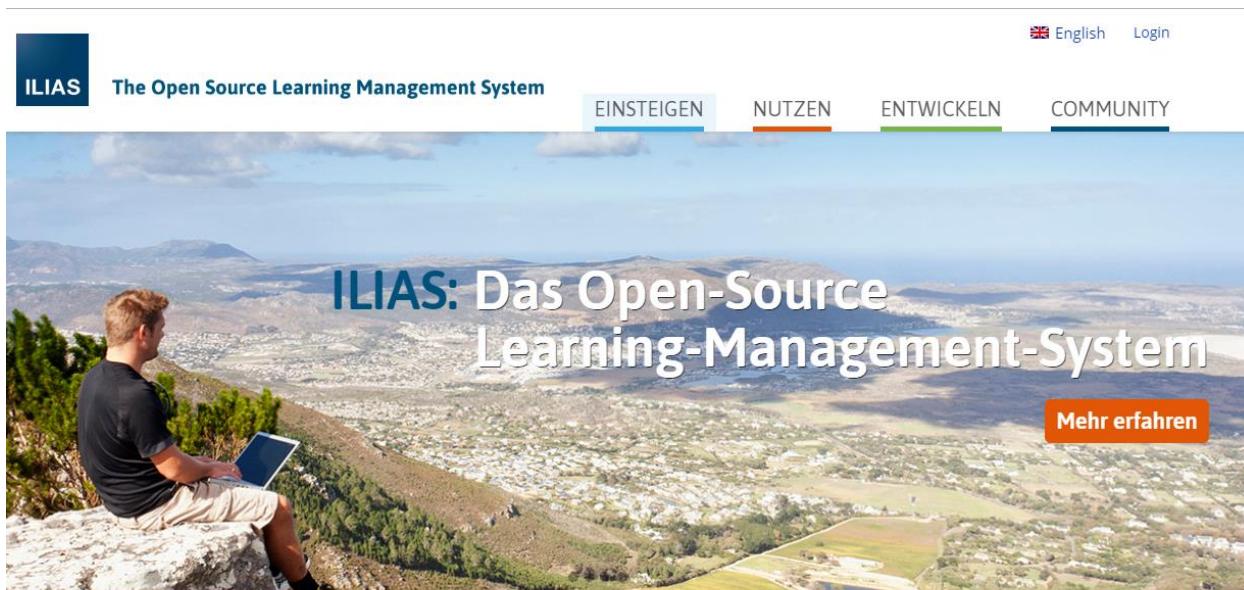 English Login
ILIAS
The Open Source Learning Management System
EINSTEIGEN NUTZEN ENTWICKELN COMMUNITY
ILIAS: Das Open-Source
Learning-Management-System
Mehr erfahren